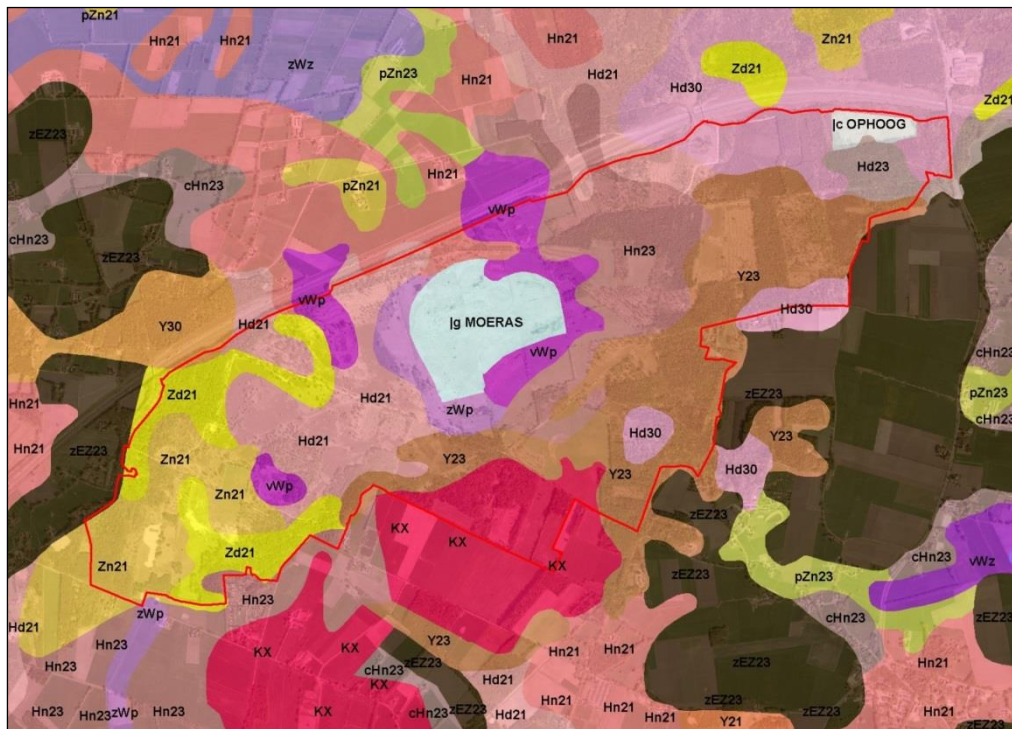 pZn21
Hn21
Hn21
zWz
pZn23
Hn21
Hn21
Hd21
Hd30
Zd21
Zn21
Zd21
zEZ23
cHn23
pZn21
Hn21
|c OPHOOG
Hd23
vWp
cHn23
zEZ23
Hn23
Y23
Y30
Hd21
vWp
Hd30
|g MOERAS
vWp
cHn23
Hn21
Zd21
Hd21
zWp
zEZ23
pZn23
cHn23
Hn21
zEZ23
Zn21
Hd21
Y23
Hd30
Y23
Hd30
Y23
Zn21
vWp
zEZ23
KX
KX
KX
Zd21
Zn21
Hn23
zEZ23
pZn23
cHn23
vWz
zWp
cHn23
zEZ23
Hd21
Hn23
Hn23
KX
KX
Y23
cHn23
zEZ23
KX
Hn21
Hn21
Hd21
Hn21
Hn21
zEZ23
Hn21
Hn23
Hn23
zWp
Hn23
KX
cHn23
zEZ23
Hd21
Hn21
zEZ23
Y21
zEZ23
Hn21
zEZ23